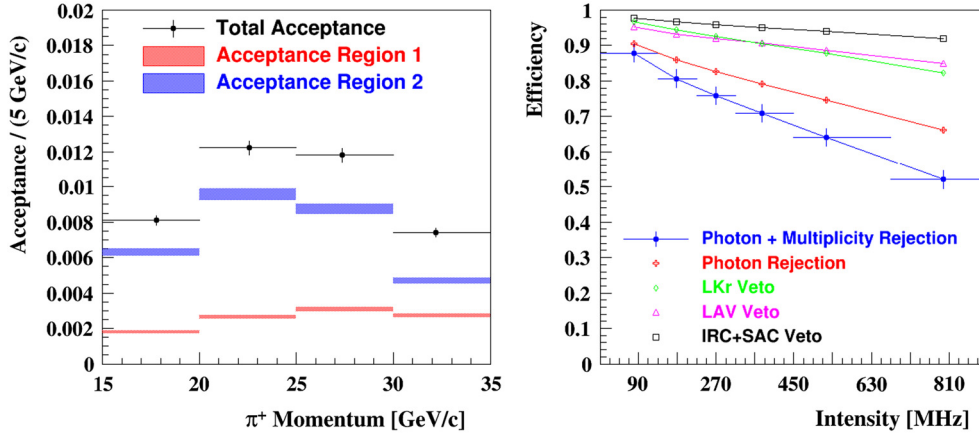 Acceptance / (5 GeV/c)
0.02
0.018
0.016
0.014
0.012
0.01
0.008
0.006
0.004
0.002
0
Total Acceptance
Acceptance Region 1
Acceptance Region 2
15 20 25 30 35
π+ Momentum [GeV/c]
Efficiency
1
0.9
0.8
0.7
0.6
0.5
0.4
0.3
0.2
0.1
0
Photon + Multiplicity Rejection
Photon Rejection
LKr Veto
LAV Veto
IRC+SAC Veto
90 270 450 630 810
Intensity [MHz]